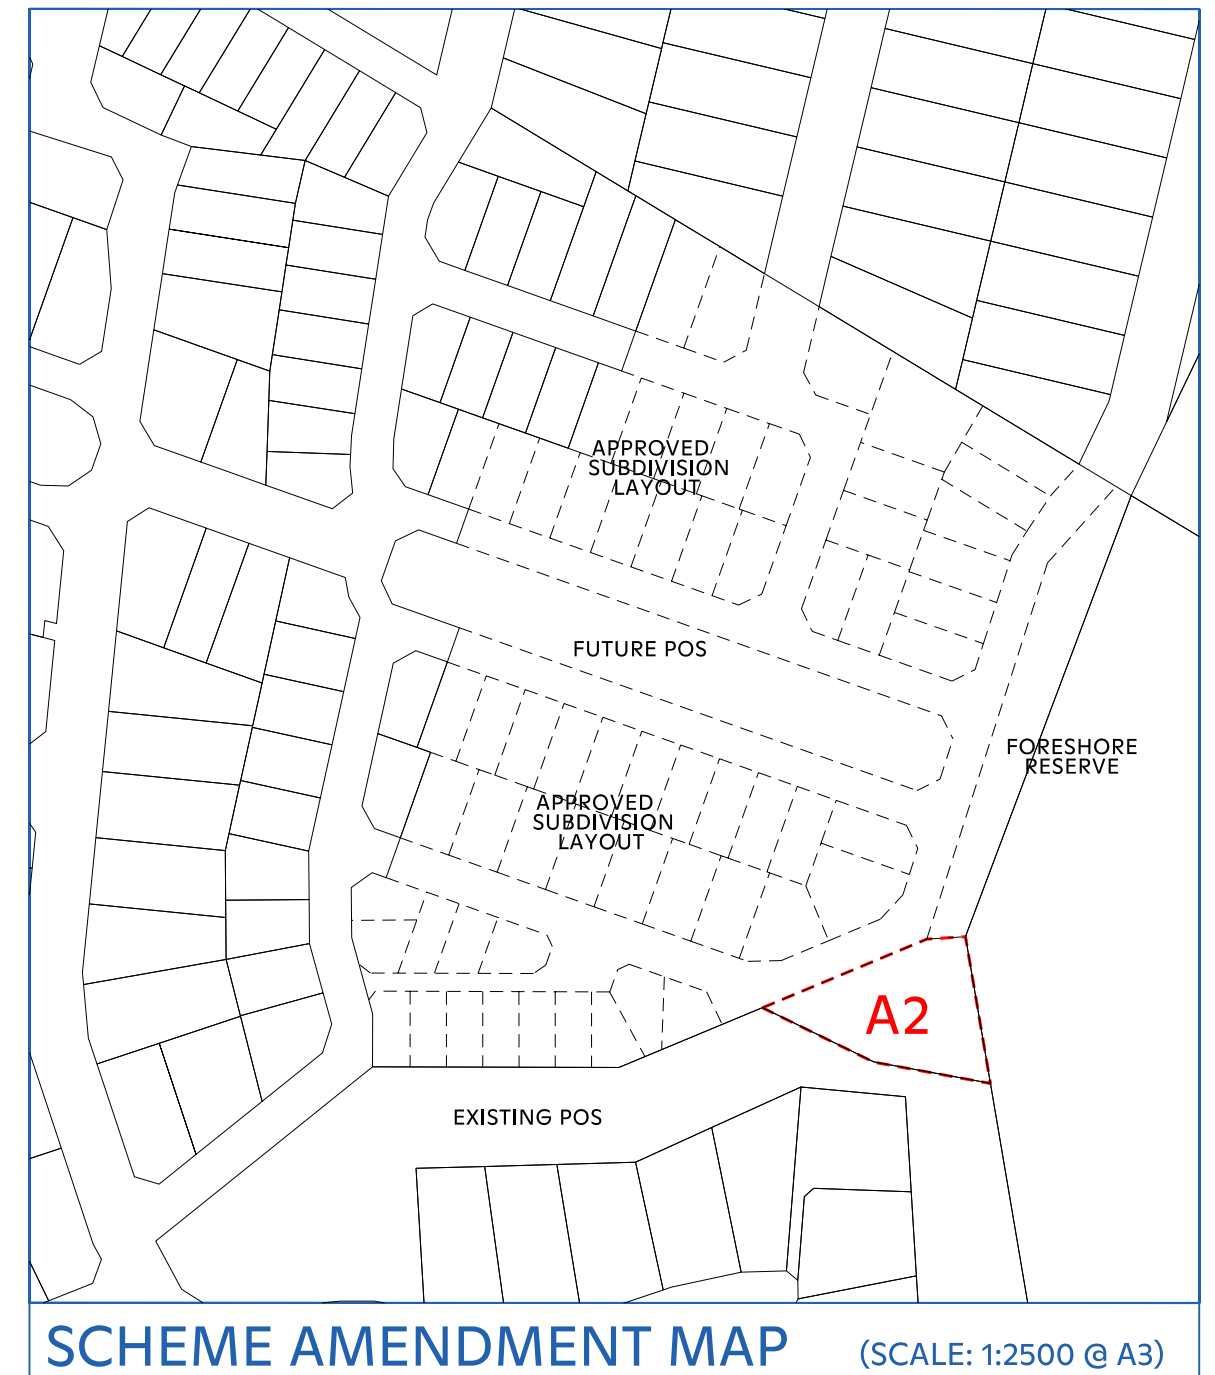 APPROVED
SUBDIVISION
LAYOUT
FUTURE POS
FORESHORE
RESERVE
APPROVED
SUBDIVISION
LAYOUT
A2
EXISTING POS
SCHEME AMENDMENT MAP (SCALE: 1:2500 @ A3)